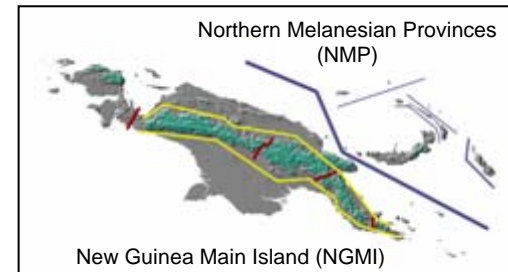 Northern Melanesian Provinces
(NMP)
New Guinea Main Island (NGMI)